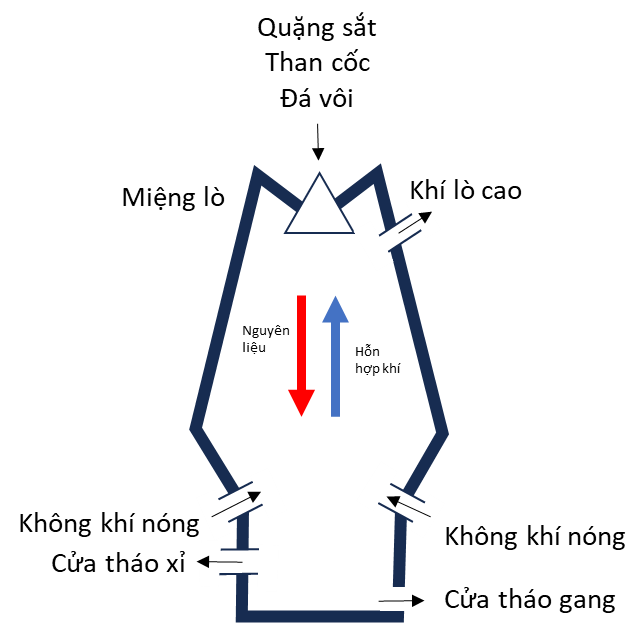 Quặng sắt
Than cốc
Đá vôi
Miệng lò
Khí lò cao
Nguyên
liệu
Hỗn
hợp khí
Không khí nóng
Không khí nóng
Cửa tháo xỉ
Cửa tháo gang